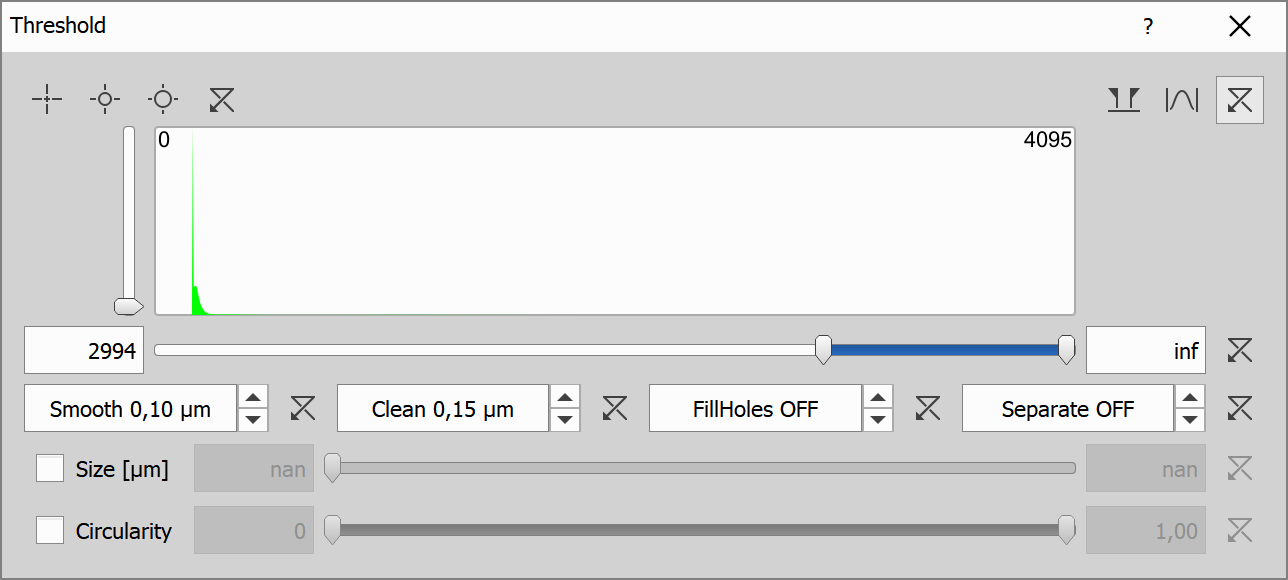 Threshold ?
0 4095
2994 inf
Smooth 0,10 µm Clean 0,15 µm FillHoles OFF Separate OFF
Size [µm] nan nan
Circularity 0 1,00